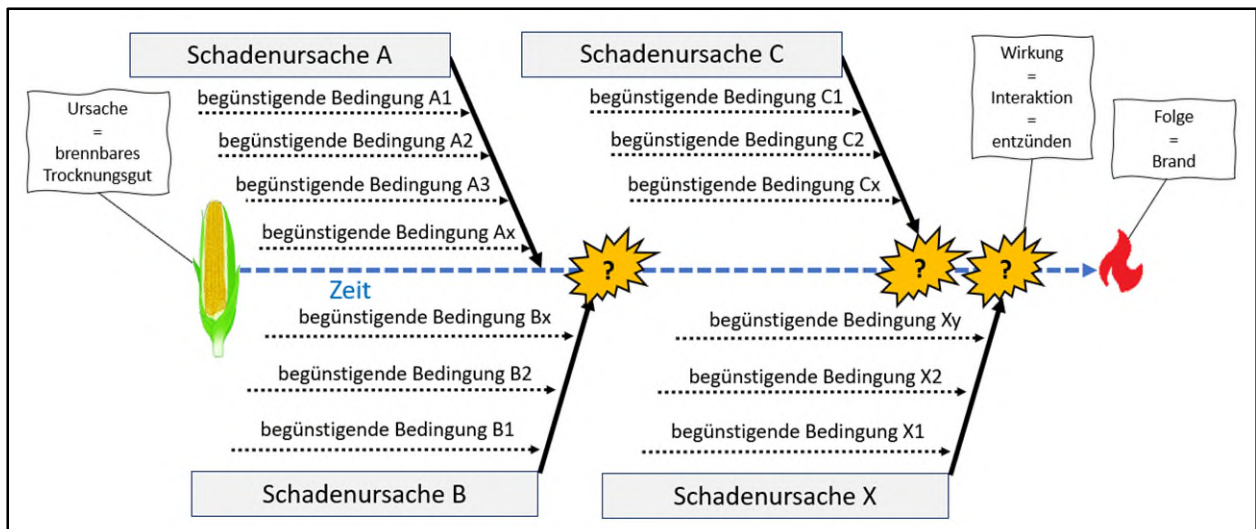 Schadenursache A
begünstigende Bedingung A1
begünstigende Bedingung A2
begünstigende Bedingung A3
begünstigende Bedingung Ax
Schadenursache C
begünstigende Bedingung C1
begünstigende Bedingung C2
begünstigende Bedingung Cx
Ursache
=
brennbares
Trocknungsgut
Wirkung
=
Interaktion
=
entzünden
Folge
=
Brand
?
?
?
Zeit
begünstigende Bedingung Bx
begünstigende Bedingung B2
begünstigende Bedingung B1
Schadenursache B
begünstigende Bedingung Xy
begünstigende Bedingung X2
begünstigende Bedingung X1
Schadenursache X